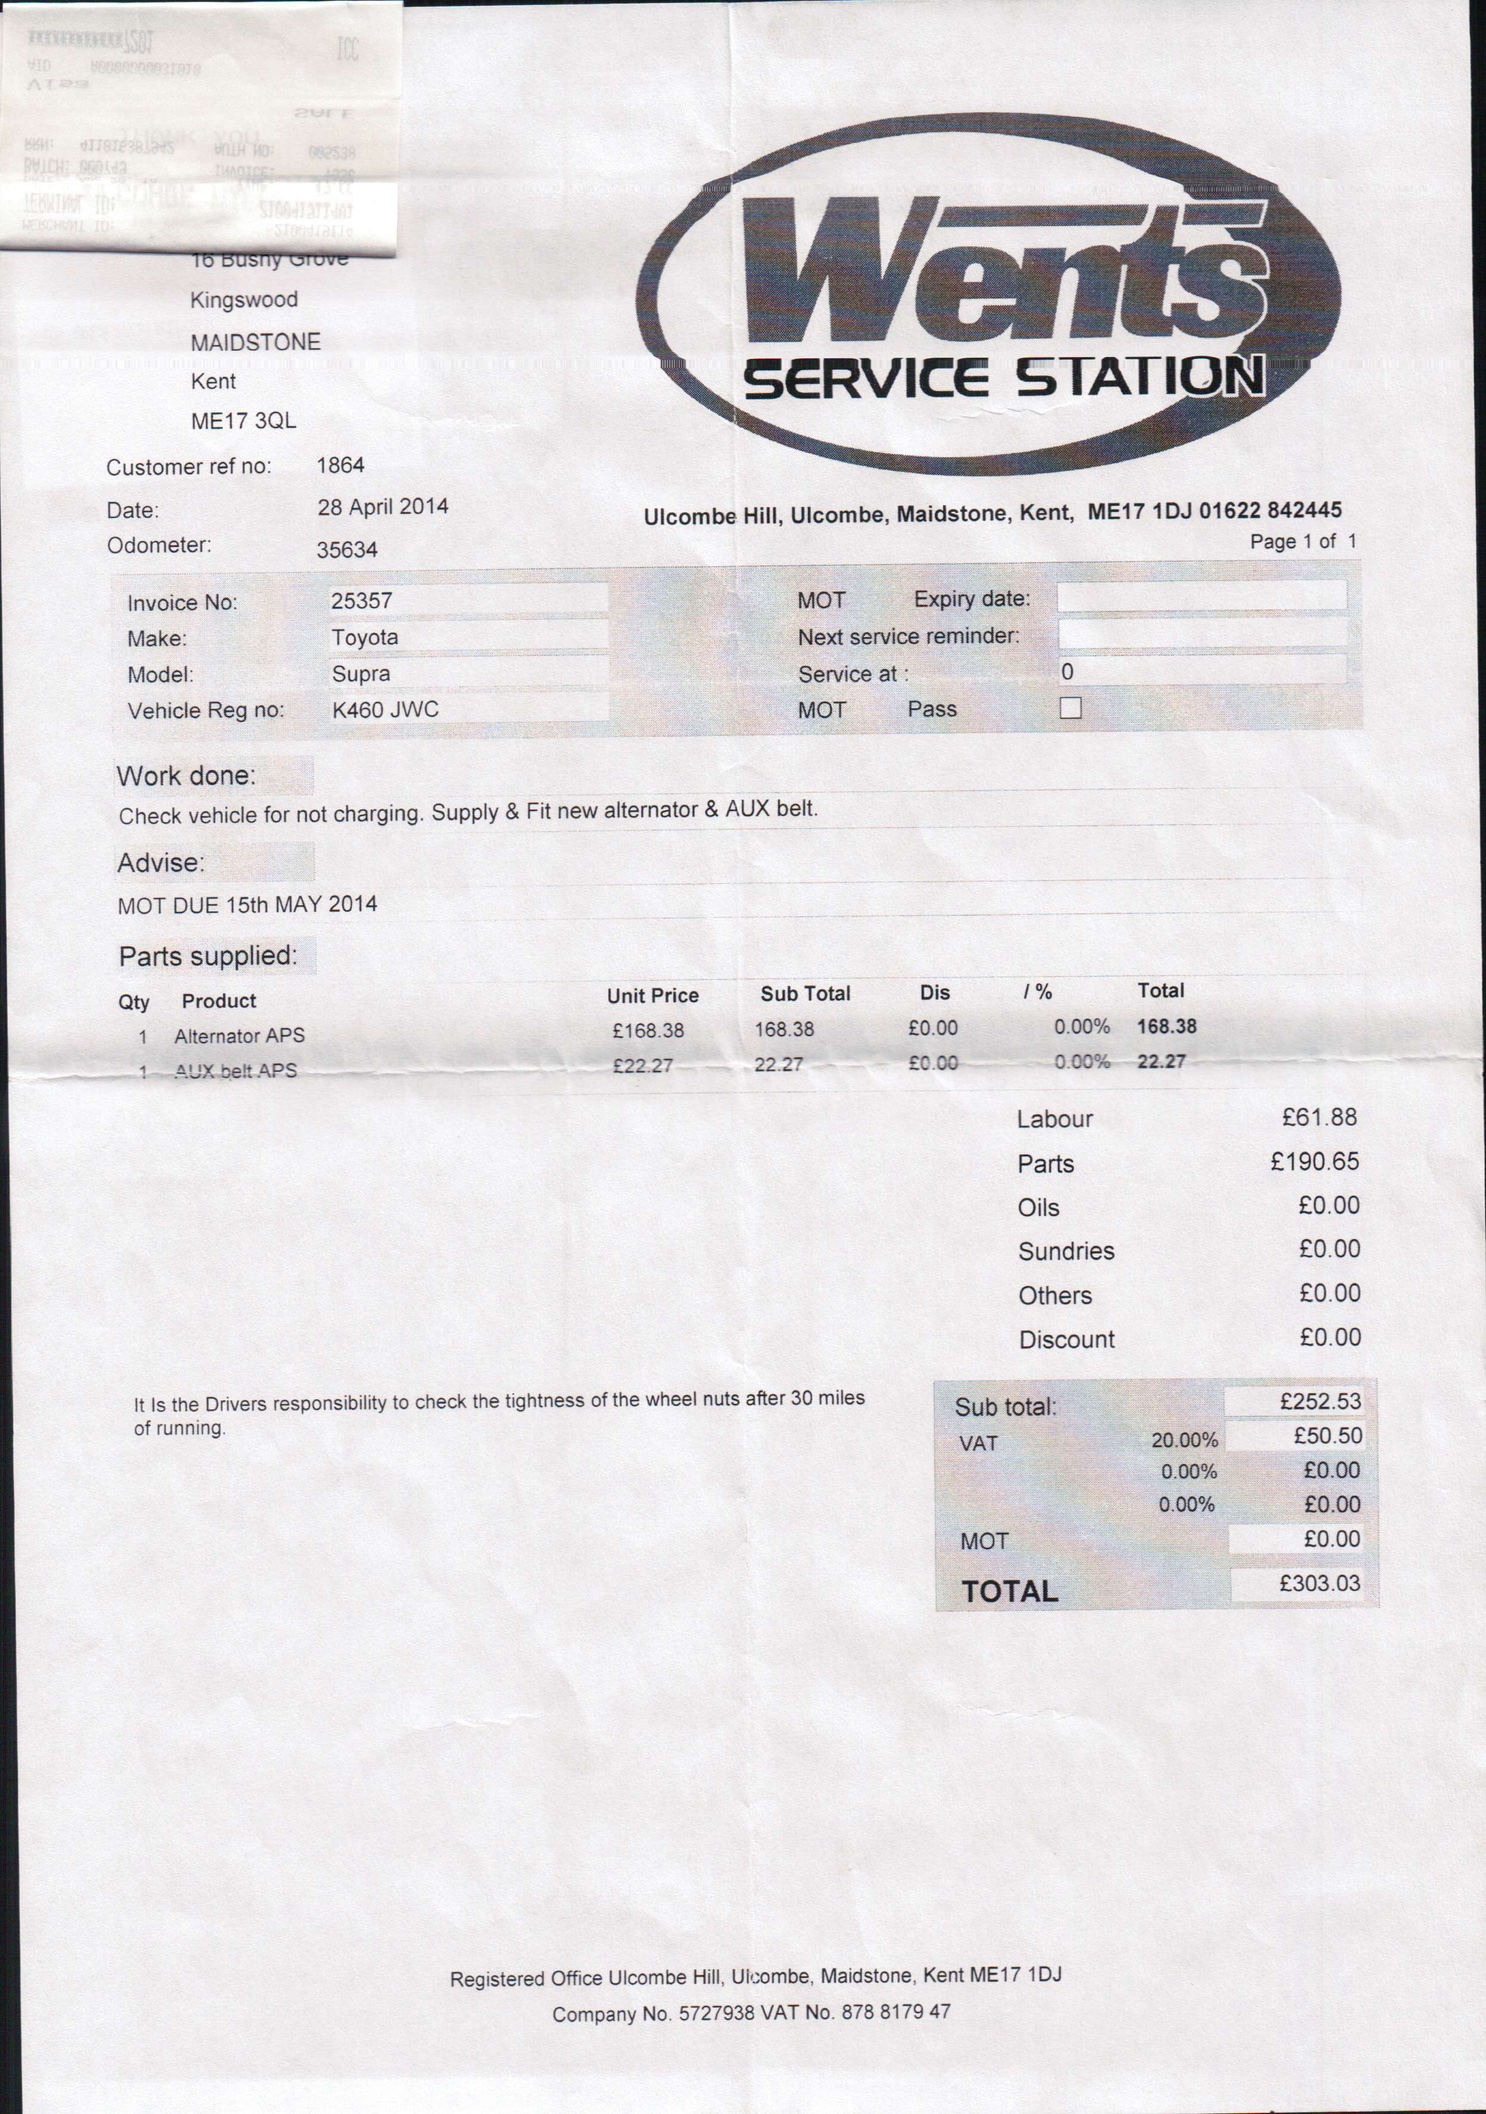 16 Bushy Grove
Kingswood
MAIDSTONE
Kent
ME17 3QL
Wents
SERVICE STATION
Customer ref no: 1864
Date: 28 April 2014
Odometer: 35634
Ulcombe Hill, Ulcombe, Maidstone, Kent, ME17 1DJ 01622 842445
Page 1 of 1
Invoice No: 25357 MOT Expiry date:
Make: Toyota Next service reminder:
Model: Supra Service at : 0
Vehicle Reg no: K460 JWC MOT Pass
Work done:
Check vehicle for not charging. Supply & Fit new alternator & AUX belt.
Advise:
MOT DUE 15th MAY 2014
Parts supplied:
Qty Product Unit Price Sub Total Dis / % Total
1 Alternator APS £168.38 168.38 £0.00 0.00% 168.38
1 AUX belt APS £22.27 22.27 £0.00 0.00% 22.27
Labour £61.88
Parts £190.65
Oils £0.00
Sundries £0.00
Others £0.00
Discount £0.00
It Is the Drivers responsibility to check the tightness of the wheel nuts after 30 miles
of running.
Sub total: £252.53
VAT 20.00% £50.50
0.00% £0.00
0.00% £0.00
MOT £0.00
TOTAL £303.03
Registered Office Ulcombe Hill, Ulcombe, Maidstone, Kent ME17 1DJ
Company No. 5727938 VAT No. 878 8179 47